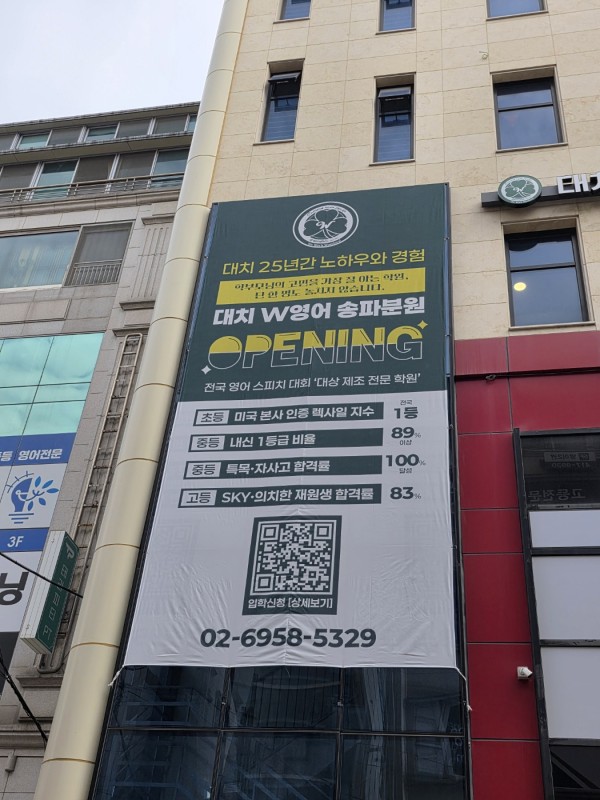 대치 25년간 노하우와 경험
학부모님의 고민을 가장 잘 아는 학원,
단 한 명도 놓치지 않습니다.
대치 W영어 송파분원
OPENING
전국 영어 스피치 대회 '대상 제조 전문 학원'
초등 미국 본사 인증 렉사일 지수 전국 1등
중등 내신 1등급 비율 89% 이상
중등 특목·자사고 합격률 100% 달성
고등 SKY·의치한 재원생 합격률 83%
입학신청 [상세보기]
02-6958-5329
영어전문
3F
닝